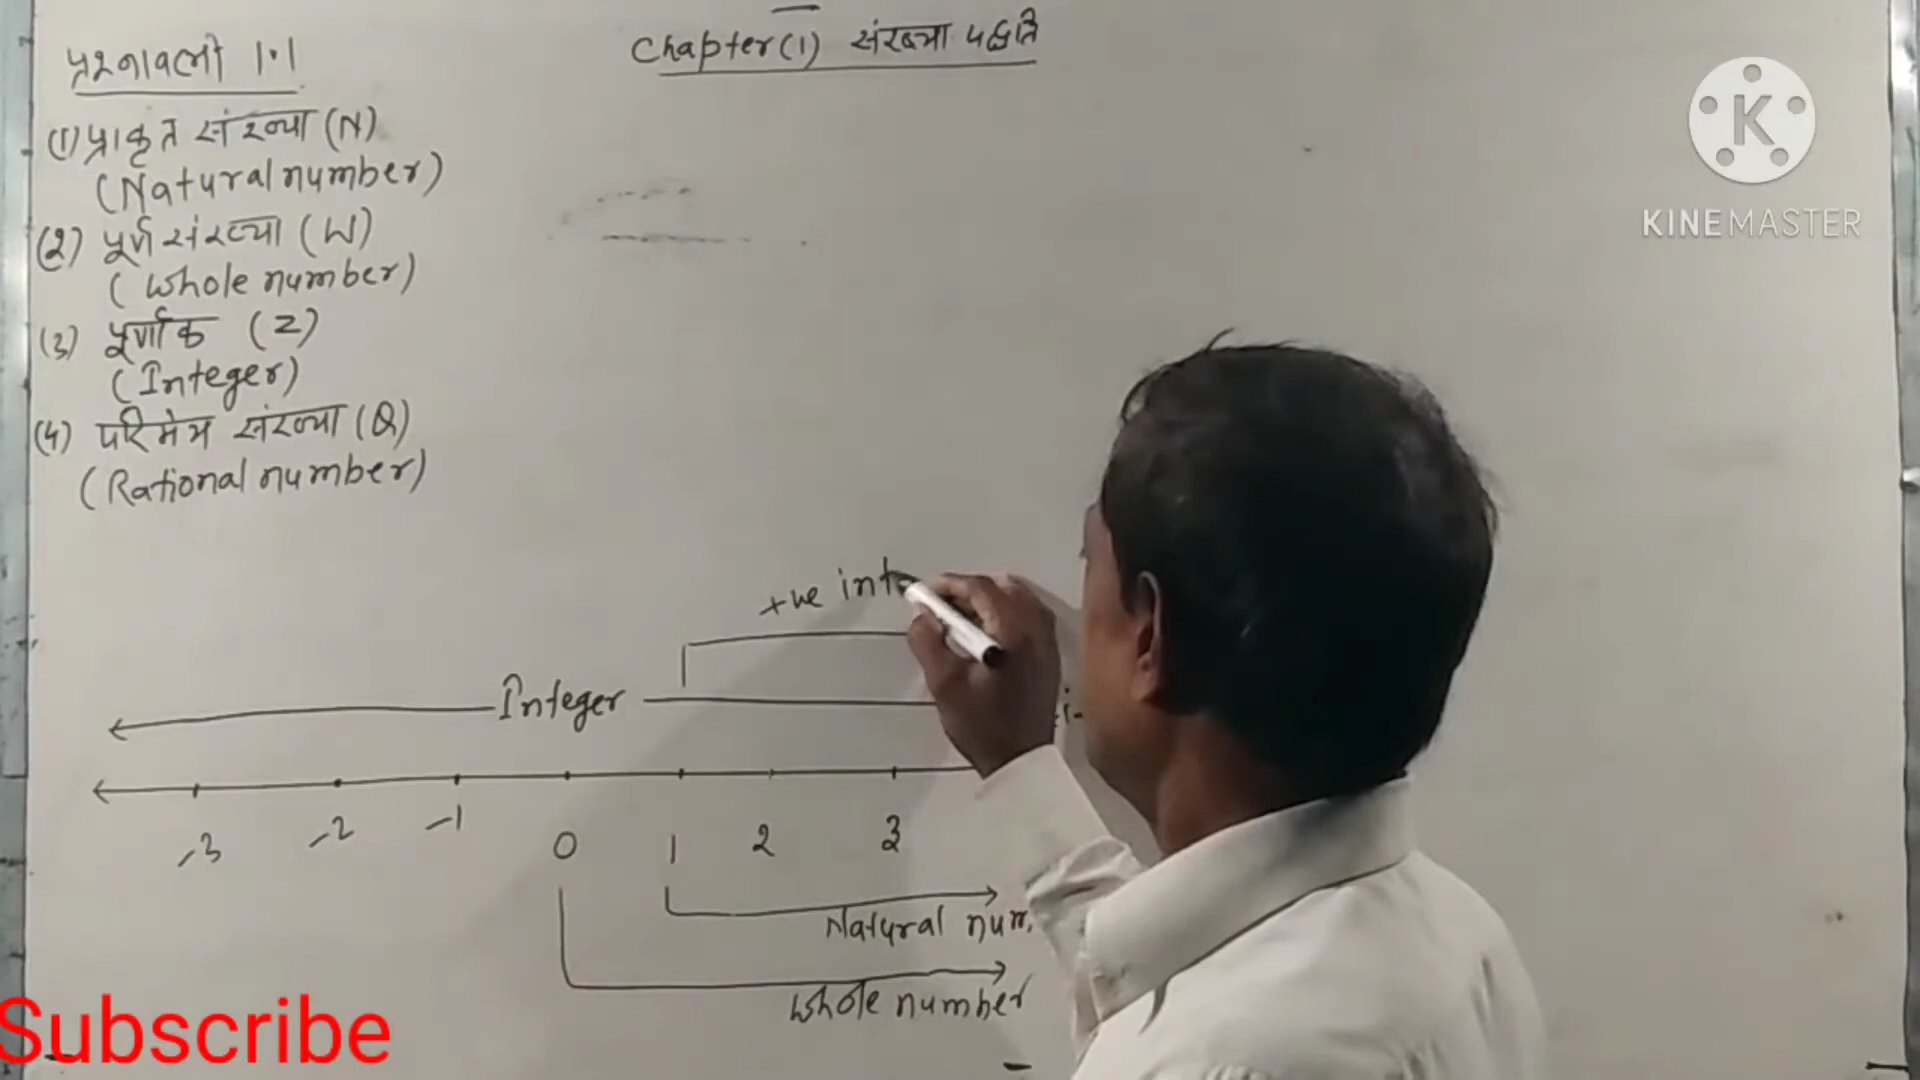 Chapter (1) संख्या पद्धति
प्रश्नावली 1.1
(1) प्राकृत संख्या (N)
(Natural number)
(2) पूर्ण संख्या (W)
(Whole number)
(3) पूर्णांक (Z)
(Integer)
(4) परिमेय संख्या (Q)
(Rational number)
K
KINEMASTER
+ve int
Integer
-3 -2 -1 0 1 2 3
Natural num
Whole number
Subscribe